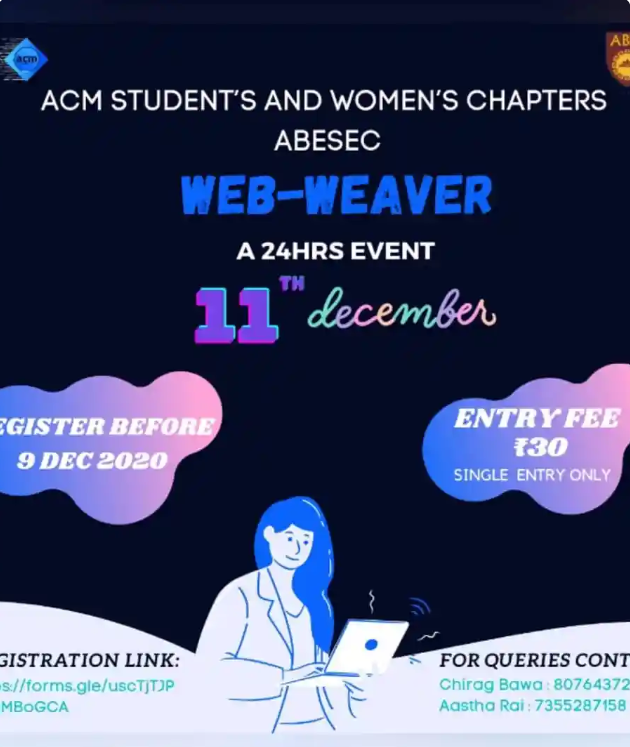 acm
AB
ACM STUDENT'S AND WOMEN'S CHAPTERS
ABESEC
WEB-WEAVER
A 24HRS EVENT
11TH december
EGISTER BEFORE
9 DEC 2020
ENTRY FEE
₹30
SINGLE ENTRY ONLY
GISTRATION LINK:
s://forms.gle/uscTjTJP
MBoGCA
FOR QUERIES CONT
Chirag Bawa : 80764372
Aastha Rai : 7355287158